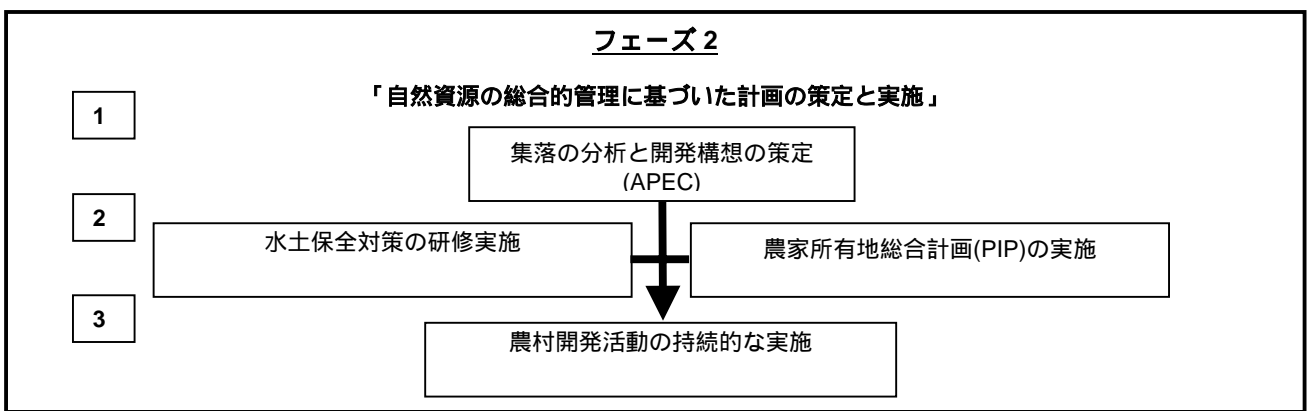 フェーズ 2
「自然資源の総合的管理に基づいた計画の策定と実施」
1
集落の分析と開発構想の策定
(APEC)
2
水土保全対策の研修実施
農家所有地総合計画(PIP)の実施
3
農村開発活動の持続的な実施